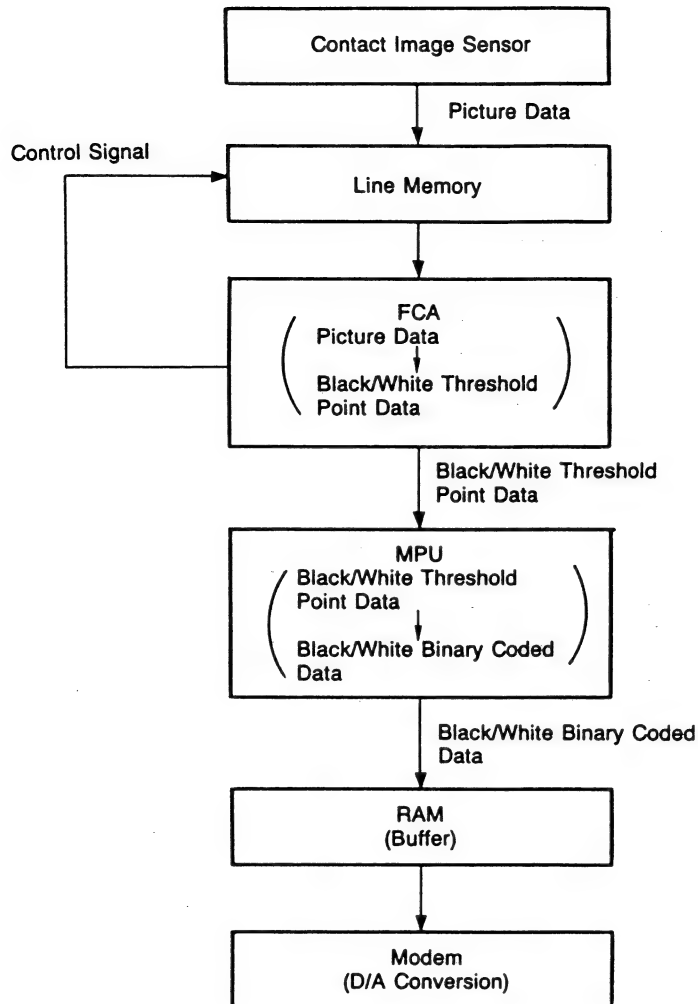 Contact Image Sensor
Picture Data
Control Signal
Line Memory
FCA
Picture Data
Black/White Threshold
Point Data
Black/White Threshold
Point Data
MPU
Black/White Threshold
Point Data
Black/White Binary Coded
Data
Black/White Binary Coded
Data
RAM
(Buffer)
Modem
(D/A Conversion)